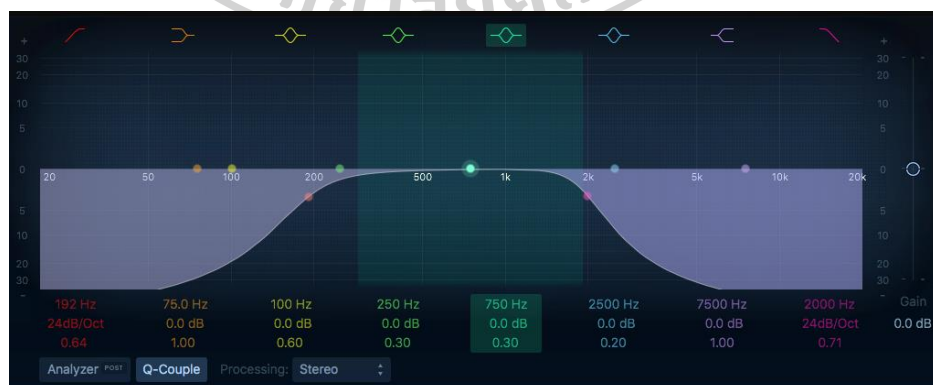 + +
30 30
20 20
10 10
5 5
0 20 50 100 200 500 1k 2k 5k 10k 20k 0
5 5
10 10
20 20
30 30
- -
192 Hz 75.0 Hz 100 Hz 250 Hz 750 Hz 2500 Hz 7500 Hz 2000 Hz Gain
24dB/Oct 0.0 dB 0.0 dB 0.0 dB 0.0 dB 0.0 dB 0.0 dB 24dB/Oct 0.0 dB
0.64 1.00 0.60 0.30 0.30 0.20 1.00 0.71
Analyzer POST Q-Couple Processing: Stereo